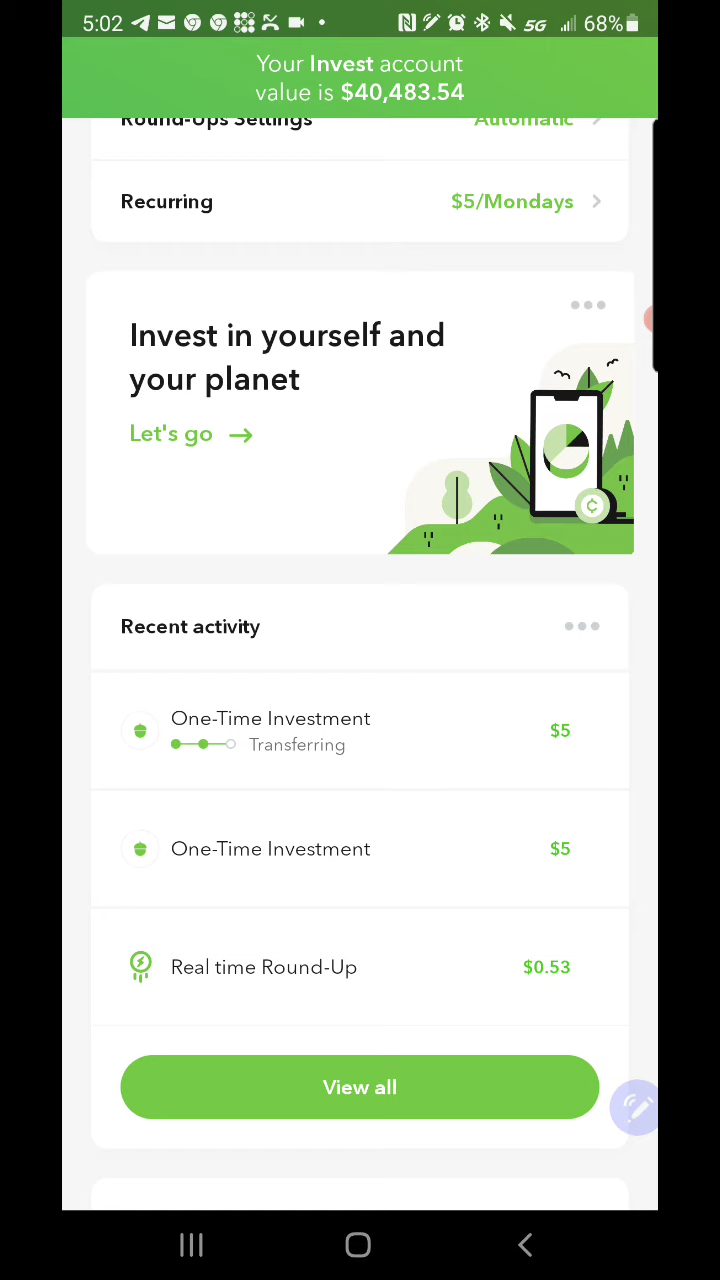 5:02
5G
68%
Your Invest account
value is $40,483.54
Round-Ups Settings Automatic
Recurring $5/Mondays
Invest in yourself and
your planet
Let's go →
Recent activity
One-Time Investment $5
Transferring
One-Time Investment $5
Real time Round-Up $0.53
View all